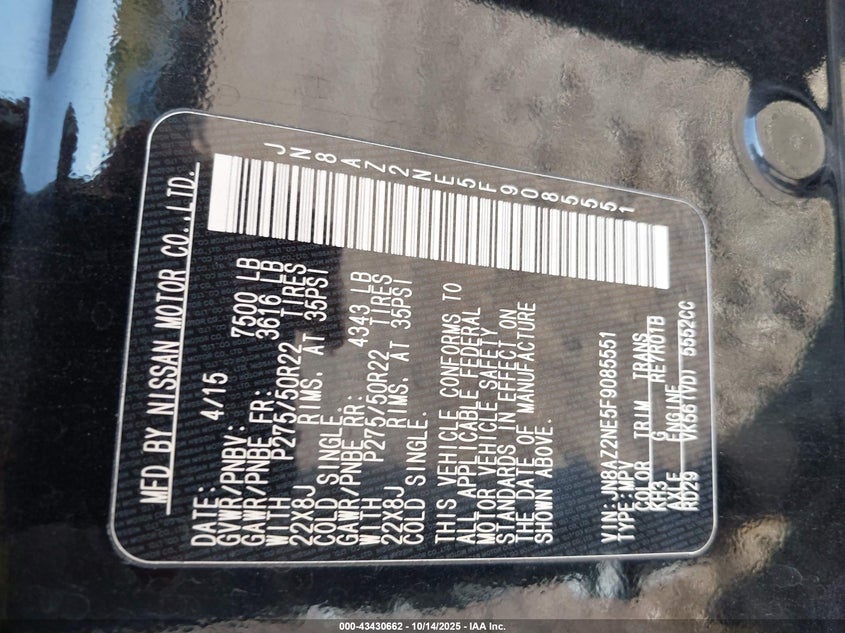 MFD BY NISSAN MOTOR CO.,LTD.
JN8AZ2NE5F9085551
DATE: 4/15
GVWR/PNBV: 7500 LB
GAWR/PNBE FR: 3616 LB
WITH P275/50R22 TIRES
22X8J RIMS, AT 35PSI
COLD SINGLE.
GAWR/PNBE RR: 4343 LB
WITH P275/50R22 TIRES
22X8J RIMS, AT 35PSI
COLD SINGLE.
THIS VEHICLE CONFORMS TO
ALL APPLICABLE FEDERAL
MOTOR VEHICLE SAFETY
STANDARDS IN EFFECT ON
THE DATE OF MANUFACTURE
SHOWN ABOVE.
VIN:JN8AZ2NE5F9085551
TYPE:MPV
COLOR TRIM TRANS
KH3 G RE7R01B
AXLE ENGINE
RD29 VK56(VD) 5552CC
000-43430662 - 10/14/2025 - IAA Inc.